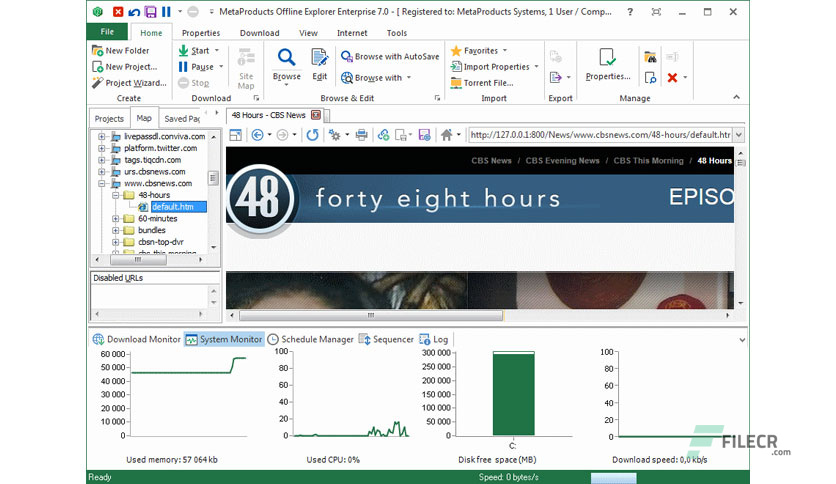 MetaProducts Offline Explorer Enterprise 7.0 - [ Registered to: MetaProducts Systems, 1 User / Comp...
File Home Properties Download View Internet Tools
New Folder
New Project...
Project Wizard...
Create
Start
Pause
Stop
Site Map
Download
Browse
Edit
Browse with AutoSave
Browse with
Browse & Edit
Favorites
Import Properties
Torrent File...
Import
Export
Properties...
Manage
Projects Map Saved Pag
livepassdl.conviva.com
platform.twitter.com
tags.tiqcdn.com
urs.cbsnews.com
www.cbsnews.com
48-hours
default.htm
60-minutes
bundles
cbsn-top-dvr
cbs-this-morning
Disabled URLs
48 Hours - CBS News
http://127.0.0.1:800/News/www.cbsnews.com/48-hours/default.htr
CBS News / CBS Evening News / CBS This Morning / 48 Hours
48 forty eight hours EPISO
Download Monitor System Monitor Schedule Manager Sequencer Log
60 000
50 000
40 000
30 000
20 000
10 000
0
Used memory: 57 064 kb
100
80
60
40
20
0
Used CPU: 0%
300 000
250 000
200 000
150 000
100 000
50 000
0
C:
Disk free space (MB)
100
80
60
40
20
0
Download speed: 0,0 kb/s
FILECR
.com
Ready Speed: 0 bytes/s